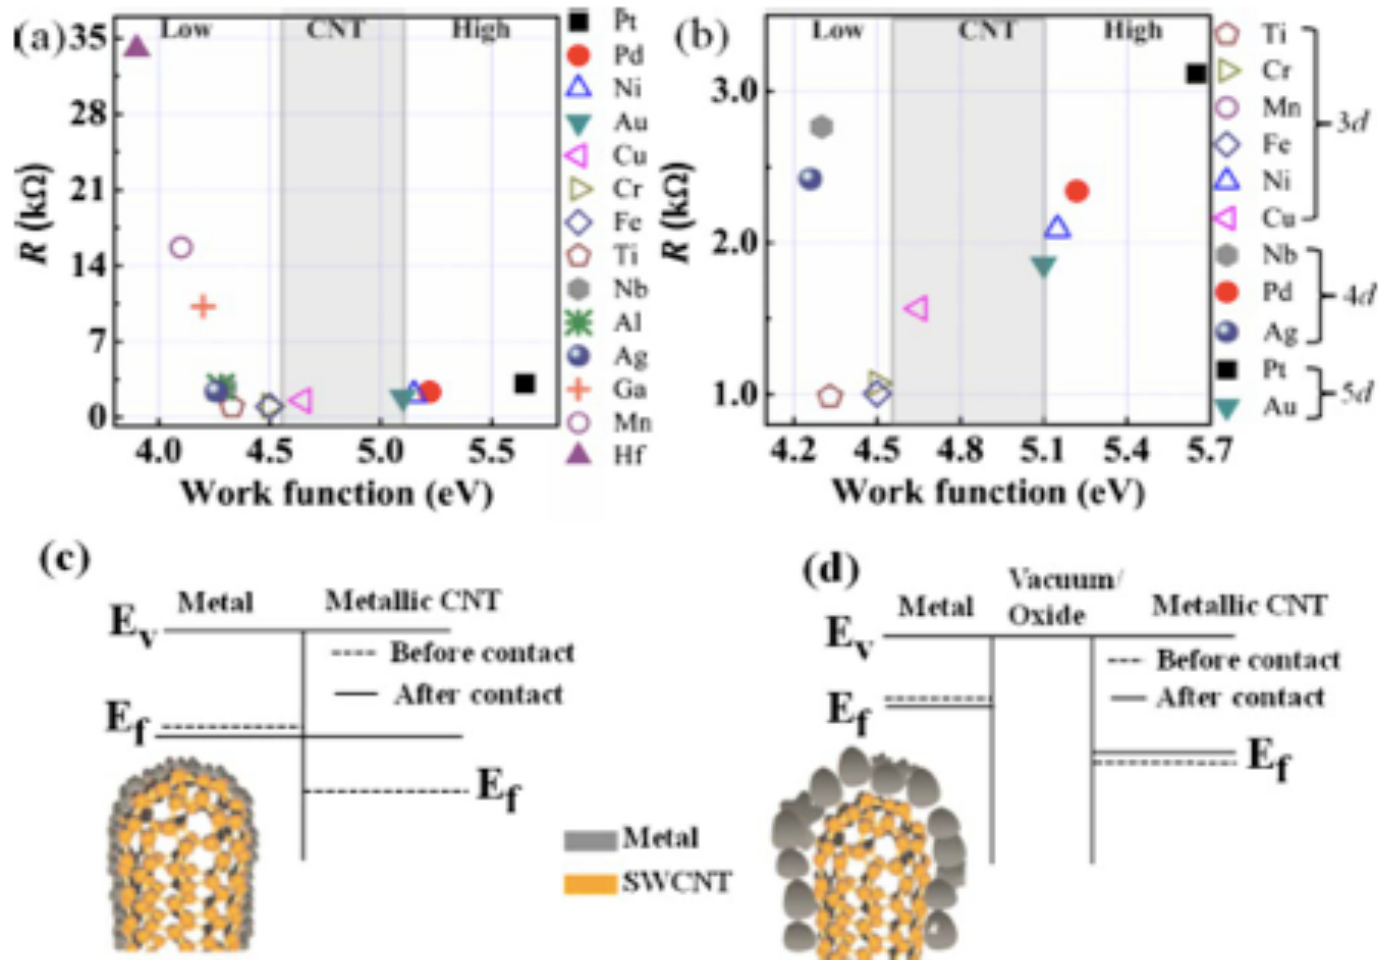 (a)
Low CNT High
35
28
21
14
7
0
R (kΩ)
4.0 4.5 5.0 5.5
Work function (eV)
Pt
Pd
Ni
Au
Cu
Cr
Fe
Ti
Nb
Al
Ag
Ga
Mn
Hf
(b)
Low CNT High
3.0
2.0
1.0
R (kΩ)
4.2 4.5 4.8 5.1 5.4 5.7
Work function (eV)
Ti
Cr
Mn
Fe
Ni
Cu
3d
Nb
Pd
Ag
4d
Pt
Au
5d
(c)
Metal Metallic CNT
Ev
Before contact
After contact
Ef
Ef
Metal
SWCNT
(d)
Metal Vacuum/ Metallic CNT
Oxide
Ev
Before contact
After contact
Ef
Ef